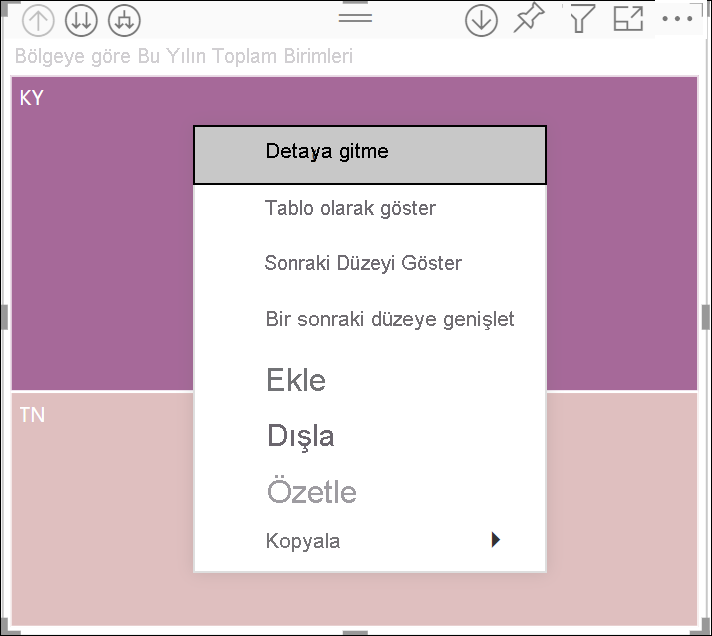 Bölgeye göre Bu Yılın Toplam Birimleri
KY
Detaya gitme
Tablo olarak göster
Sonraki Düzeyi Göster
Bir sonraki düzeye genişlet
Ekle
TN
Dışla
Özetle
Kopyala